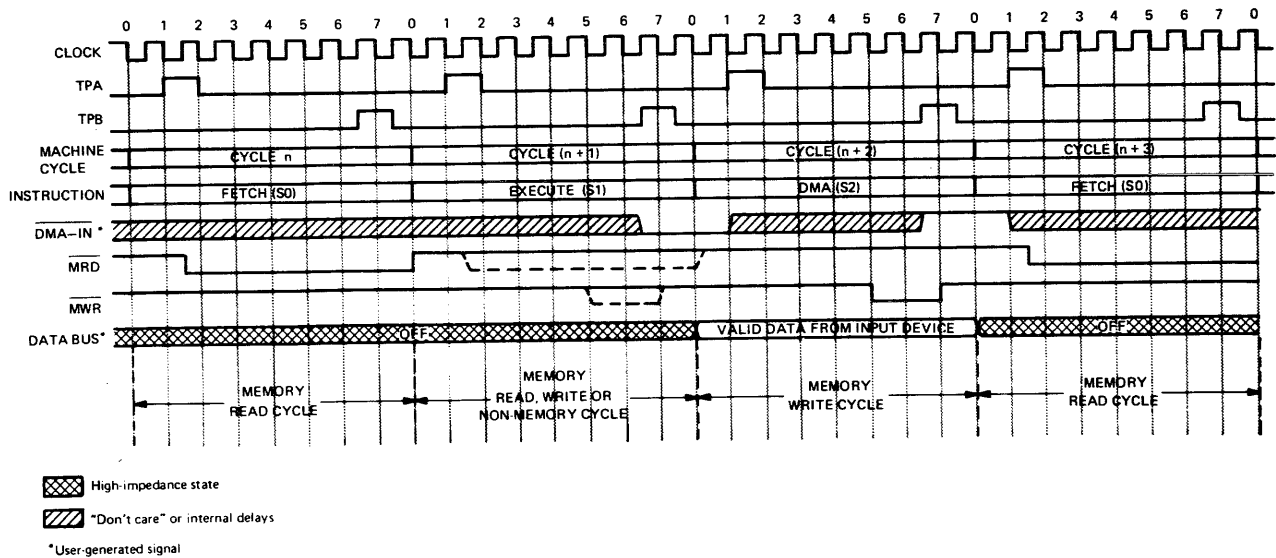 0 1 2 3 4 5 6 7 0 1 2 3 4 5 6 7 0 1 2 3 4 5 6 7 0 1 2 3 4 5 6 7 0
CLOCK
TPA
TPB
MACHINE CYCLE CYCLE n CYCLE (n + 1) CYCLE (n + 2) CYCLE (n + 3)
INSTRUCTION FETCH (S0) EXECUTE (S1) DMA (S2) FETCH (S0)
DMA–IN *
MRD
MWR
DATA BUS* OFF VALID DATA FROM INPUT DEVICE OFF
MEMORY
READ CYCLE
MEMORY
READ, WRITE OR
NON-MEMORY CYCLE
MEMORY
WRITE CYCLE
MEMORY
READ CYCLE
High-impedance state
"Don't care" or internal delays
*User-generated signal